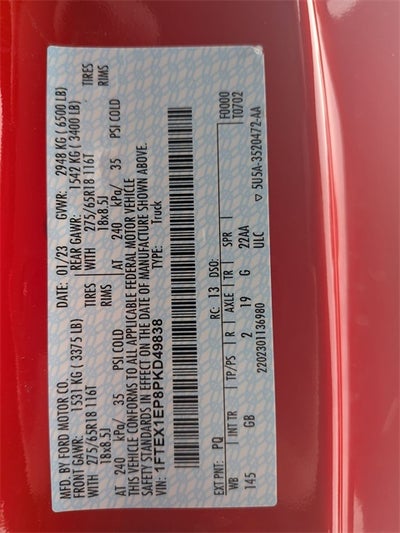 MFD. BY FORD MOTOR CO.
DATE: 01/23 GVWR: 2948 KG ( 6500 LB)
FRONT GAWR: 1531 KG ( 3375 LB) REAR GAWR: 1542 KG ( 3400 LB)
WITH 275/65R18 116T TIRES WITH 275/65R18 116T TIRES
18x8.5J RIMS 18x8.5J RIMS
AT 240 kPa/ 35 PSI COLD AT 240 kPa/ 35 PSI COLD
THIS VEHICLE CONFORMS TO ALL APPLICABLE FEDERAL MOTOR VEHICLE
SAFETY STANDARDS IN EFFECT ON THE DATE OF MANUFACTURE SHOWN ABOVE.
VIN: 1FTEX1EP8PKD49838 TYPE: Truck
F0000
T0702
EXT PNT: PQ RC: 13 DSO:
WB INT TR TP/PS R AXLE TR SPR
145 GB 2 19 G 22AA
2202301136980 ULC
▽ 5U5A-3520472-AA